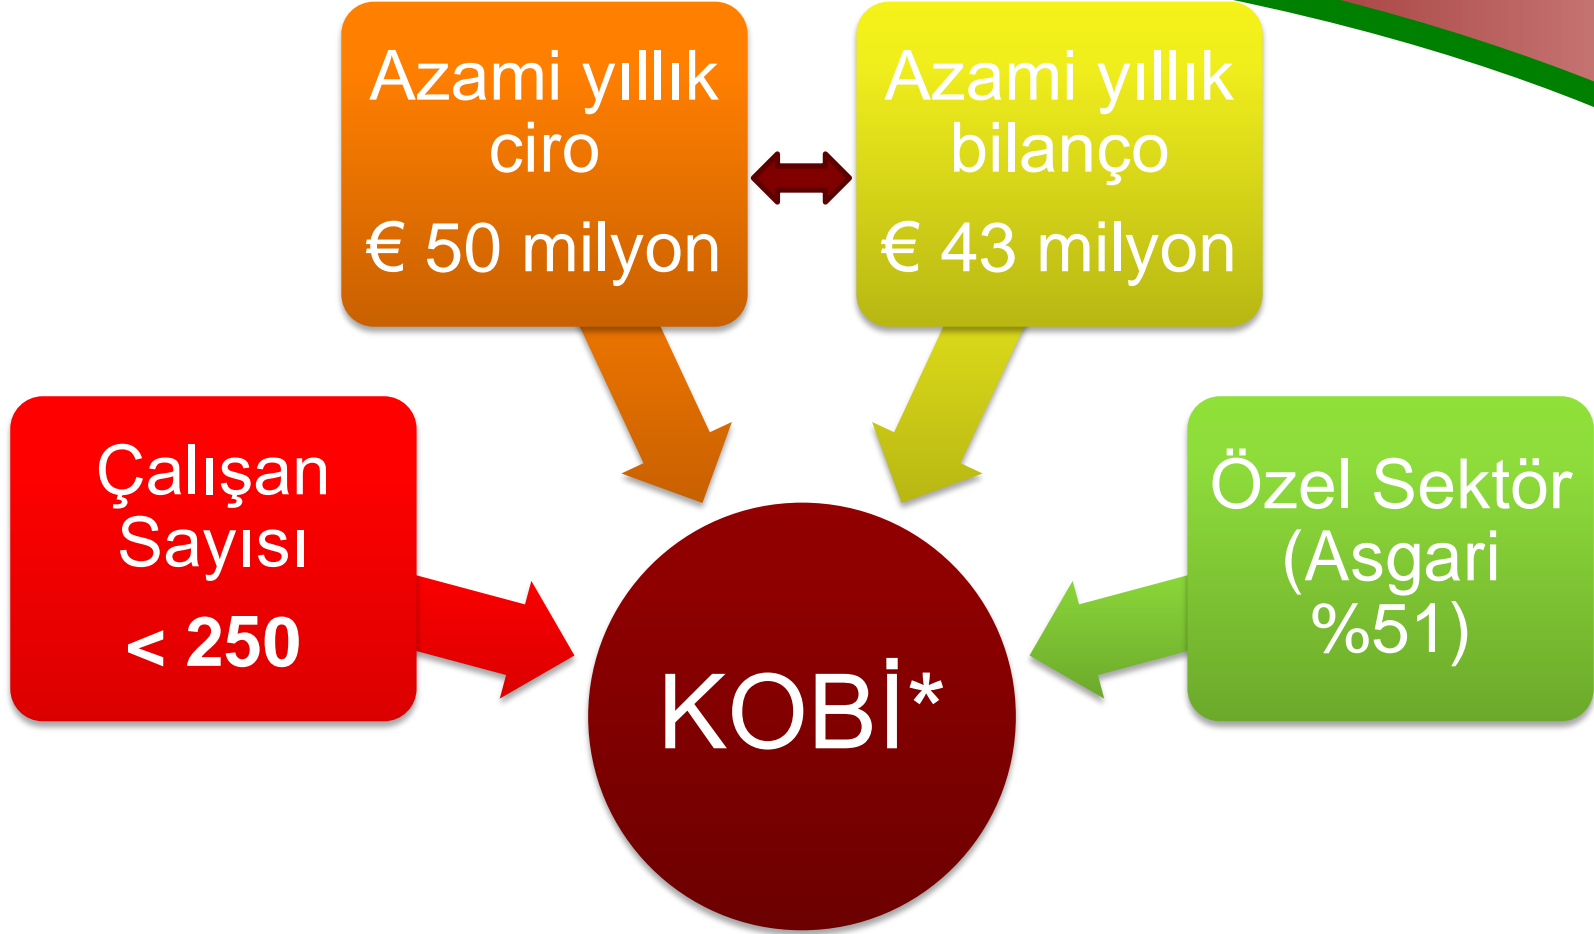 Azami yıllık
ciro
€ 50 milyon
Azami yıllık
bilanço
€ 43 milyon
Çalışan
Sayısı
< 250
Özel Sektör
(Asgari
%51)
KOBİ*